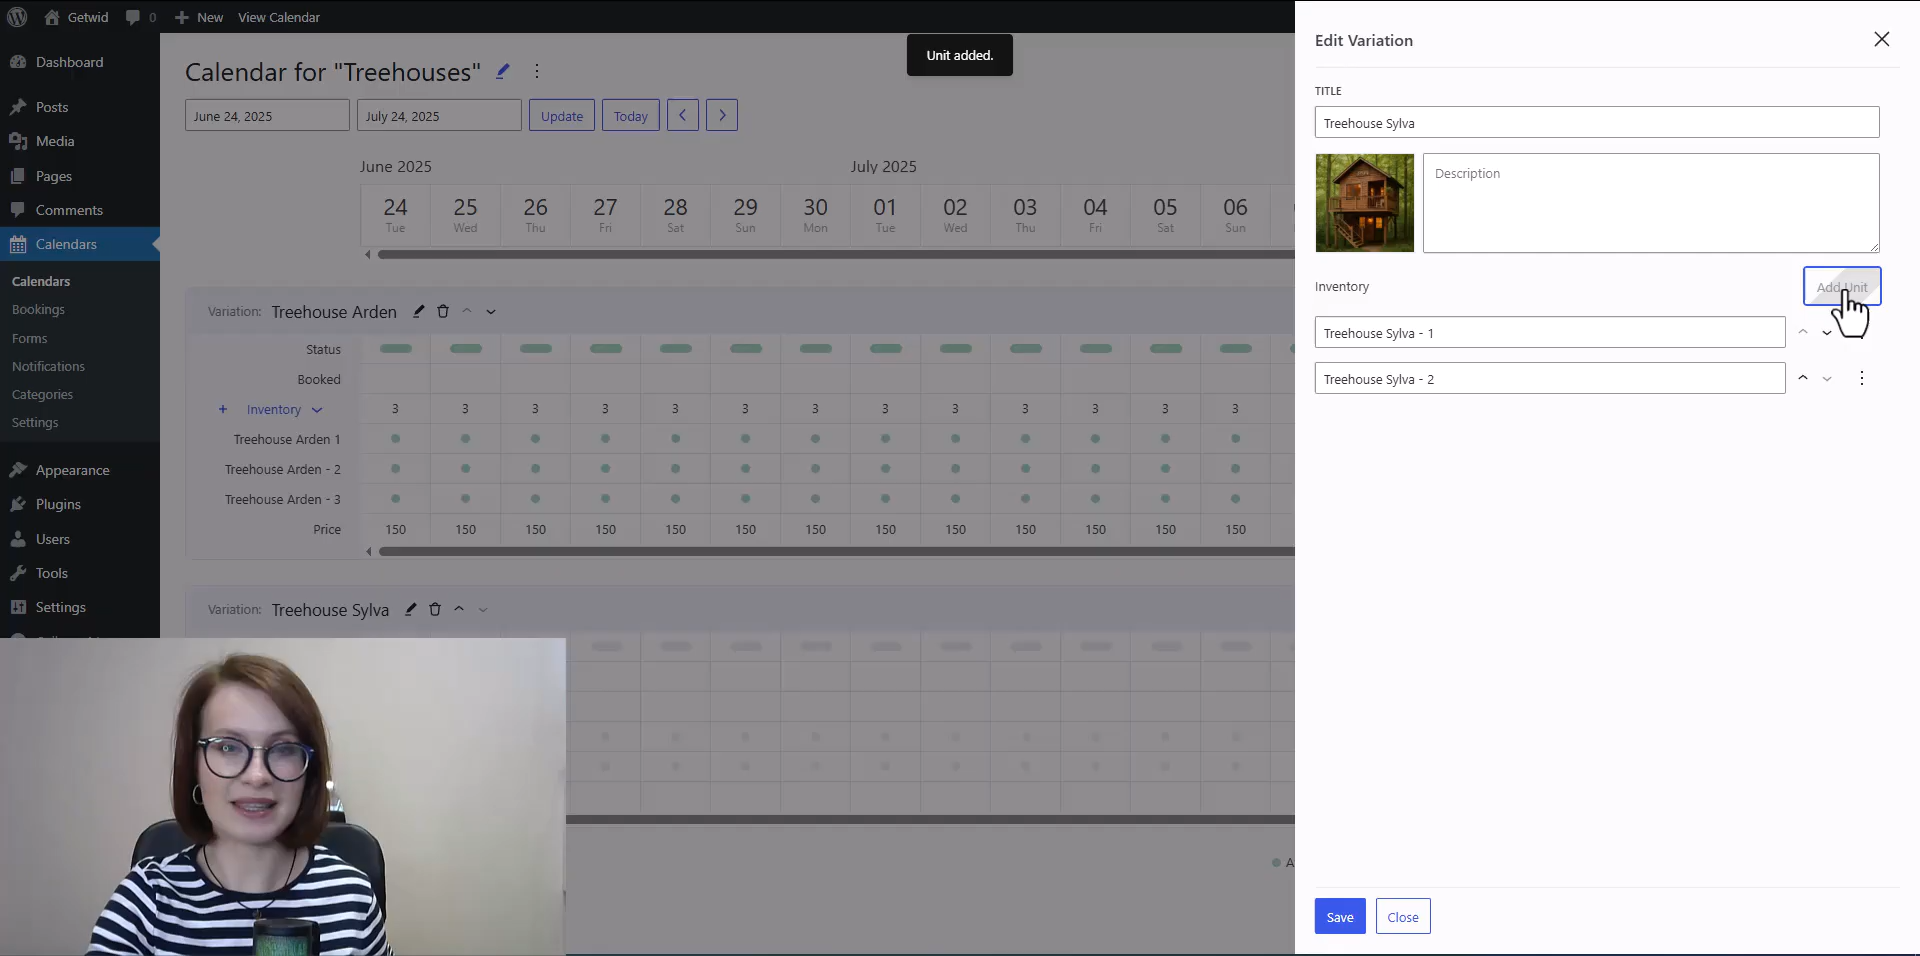 Getwid 0 New View Calendar
Dashboard
Posts
Media
Pages
Comments
Calendars
Calendars
Bookings
Forms
Notifications
Categories
Settings
Appearance
Plugins
Users
Tools
Settings
Calendar for "Treehouses"
Unit added.
June 24, 2025 July 24, 2025 Update Today
June 2025 July 2025
24 25 26 27 28 29 30 01 02 03 04 05 06
Tue Wed Thu Fri Sat Sun Mon Tue Wed Thu Fri Sat Sun
Variation: Treehouse Arden
Status
Booked
+ Inventory 3 3 3 3 3 3 3 3 3 3 3 3 3
Treehouse Arden 1
Treehouse Arden - 2
Treehouse Arden - 3
Price 150 150 150 150 150 150 150 150 150 150 150 150 150
Variation: Treehouse Sylva
Edit Variation
TITLE
Treehouse Sylva
Description
Inventory Add Unit
Treehouse Sylva - 1
Treehouse Sylva - 2
Save Close